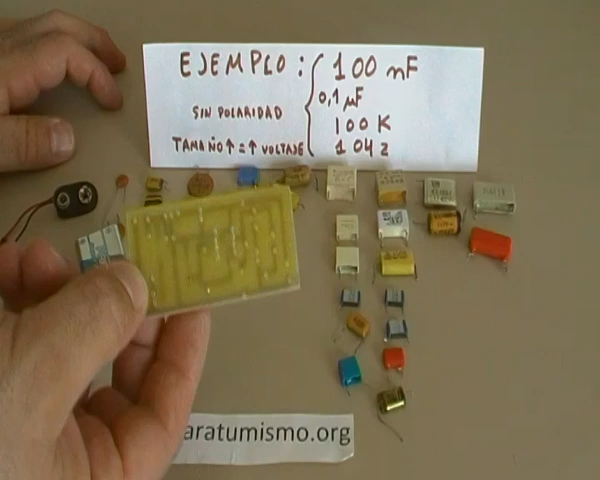 EJEMPLO: 100 nF
0,1 µF
SIN POLARIDAD
100 K
TAMAÑO↑=↑ VOLTAJE
104 z
aratumismo.org